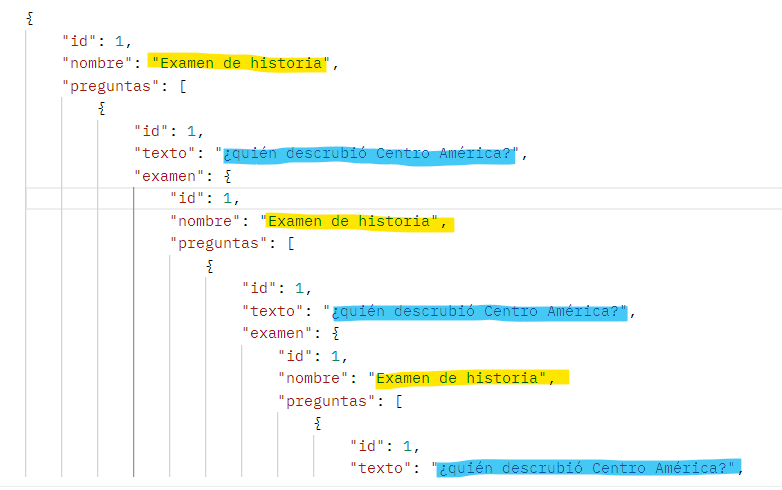 {
"id": 1,
"nombre": "Examen de historia",
"preguntas": [
{
"id": 1,
"texto": "¿quién descrubió Centro América?",
"examen": {
"id": 1,
"nombre": "Examen de historia",
"preguntas": [
{
"id": 1,
"texto": "¿quién descrubió Centro América?",
"examen": {
"id": 1,
"nombre": "Examen de historia",
"preguntas": [
{
"id": 1,
"texto": "¿quién descrubió Centro América?",